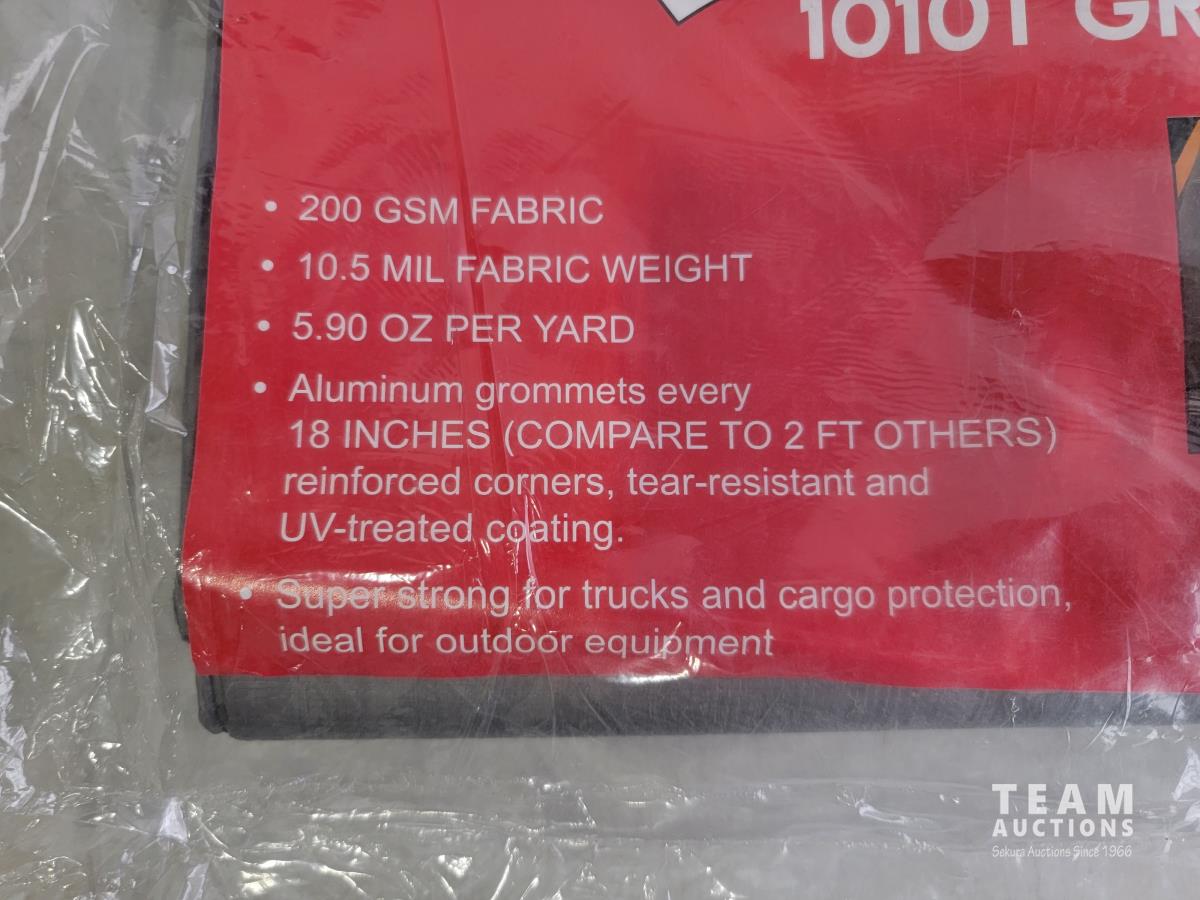 1010T GR
• 200 GSM FABRIC
• 10.5 MIL FABRIC WEIGHT
• 5.90 OZ PER YARD
• Aluminum grommets every
18 INCHES (COMPARE TO 2 FT OTHERS)
reinforced corners, tear-resistant and
UV-treated coating.
• Super strong for trucks and cargo protection,
ideal for outdoor equipment
TEAM
AUCTIONS
Sekura Auctions Since 1966